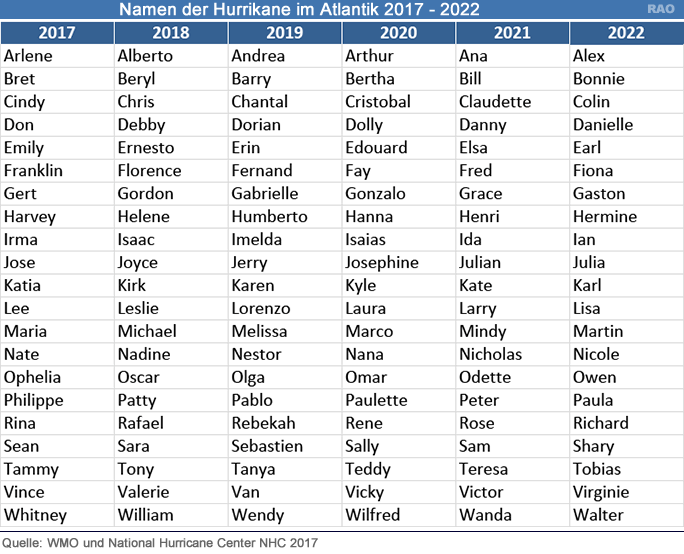 Namen der Hurrikane im Atlantik 2017 - 2022 RAO
2017 2018 2019 2020 2021 2022
Arlene Alberto Andrea Arthur Ana Alex
Bret Beryl Barry Bertha Bill Bonnie
Cindy Chris Chantal Cristobal Claudette Colin
Don Debby Dorian Dolly Danny Danielle
Emily Ernesto Erin Edouard Elsa Earl
Franklin Florence Fernand Fay Fred Fiona
Gert Gordon Gabrielle Gonzalo Grace Gaston
Harvey Helene Humberto Hanna Henri Hermine
Irma Isaac Imelda Isaias Ida Ian
Jose Joyce Jerry Josephine Julian Julia
Katia Kirk Karen Kyle Kate Karl
Lee Leslie Lorenzo Laura Larry Lisa
Maria Michael Melissa Marco Mindy Martin
Nate Nadine Nestor Nana Nicholas Nicole
Ophelia Oscar Olga Omar Odette Owen
Philippe Patty Pablo Paulette Peter Paula
Rina Rafael Rebekah Rene Rose Richard
Sean Sara Sebastien Sally Sam Shary
Tammy Tony Tanya Teddy Teresa Tobias
Vince Valerie Van Vicky Victor Virginie
Whitney William Wendy Wilfred Wanda Walter
Quelle: WMO und National Hurricane Center NHC 2017